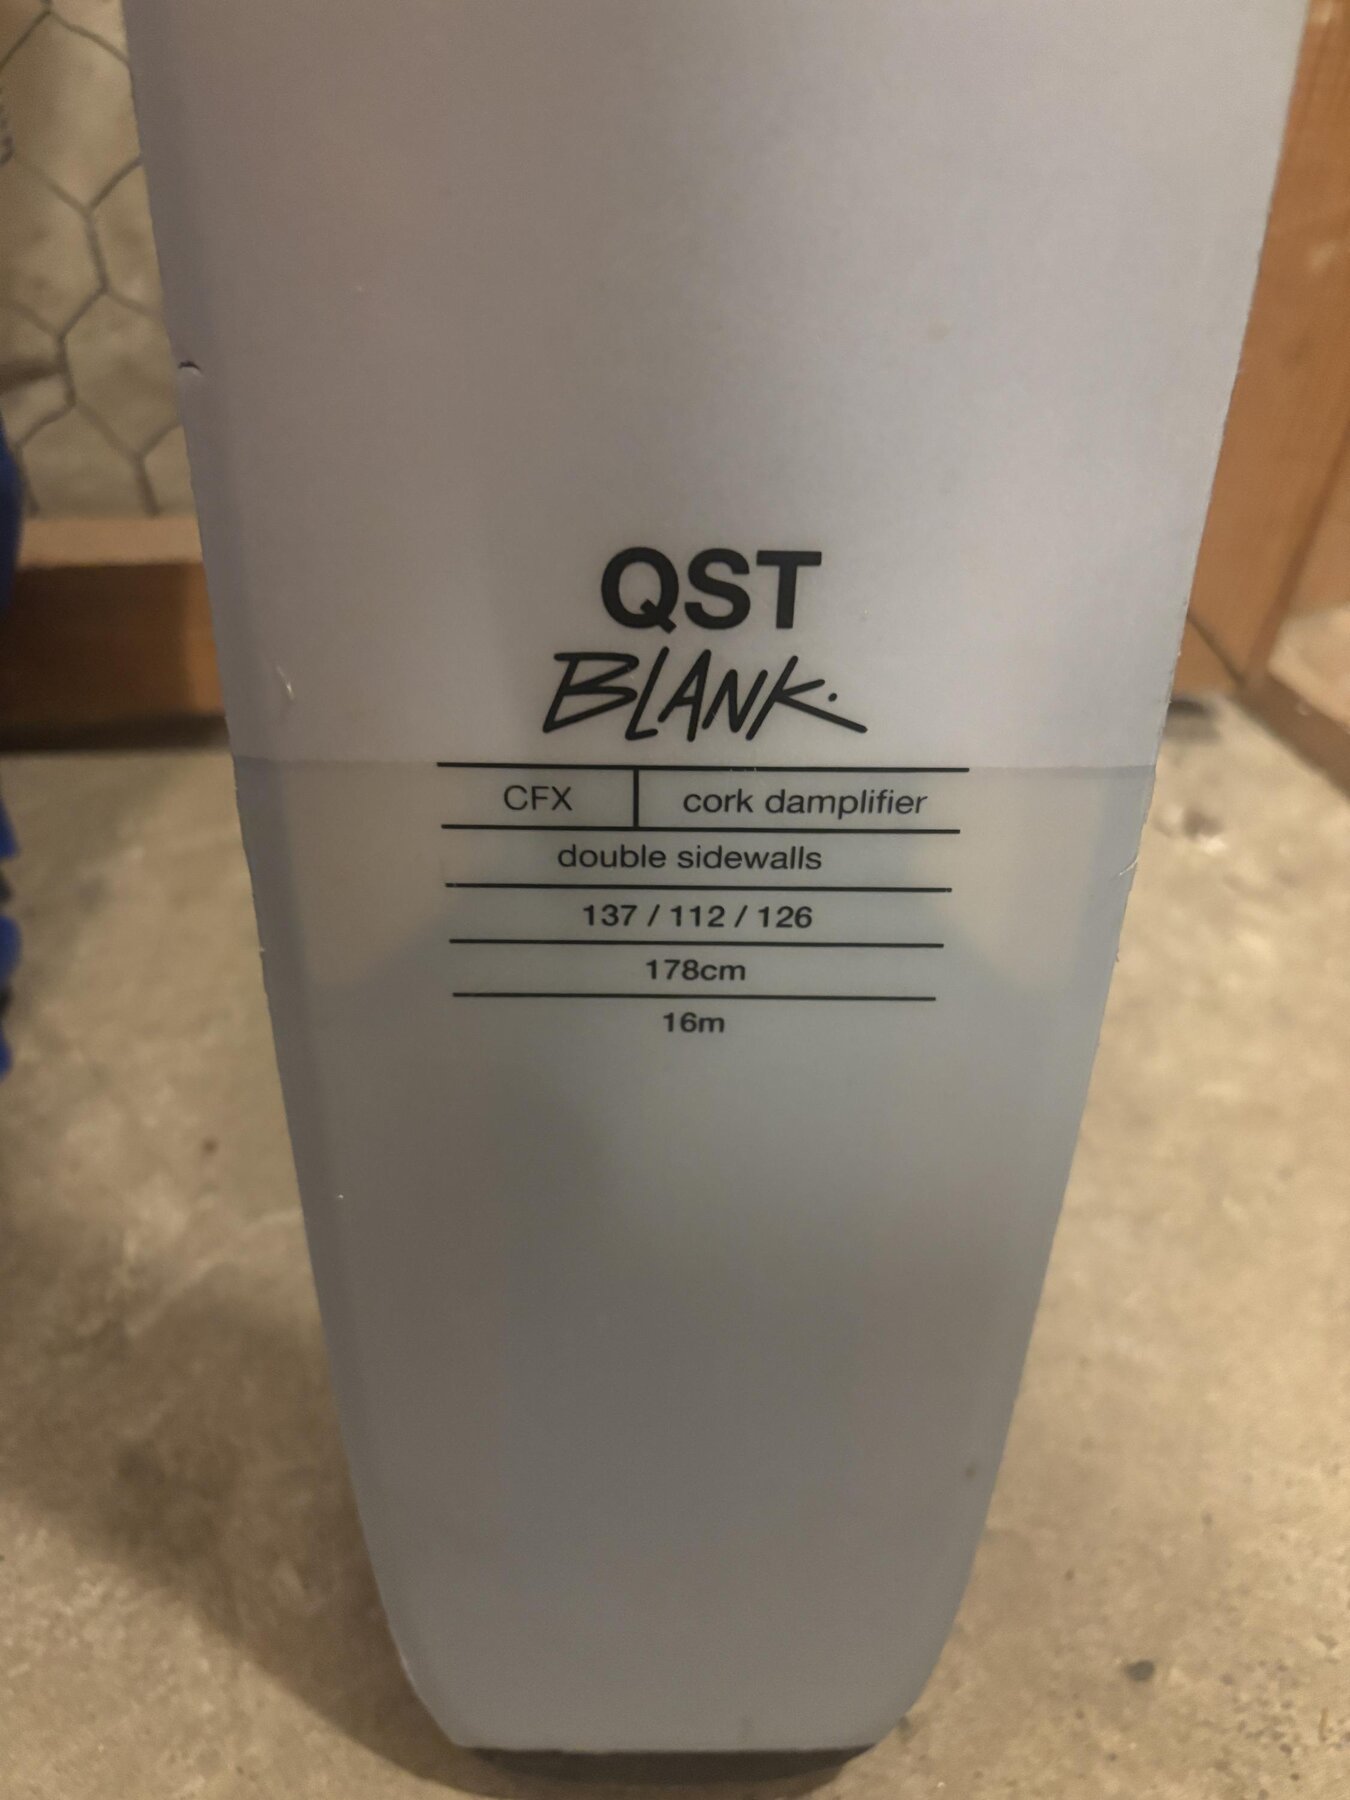 QST
BLANK.
CFX cork damplifier
double sidewalls
137 / 112 / 126
178cm
16m